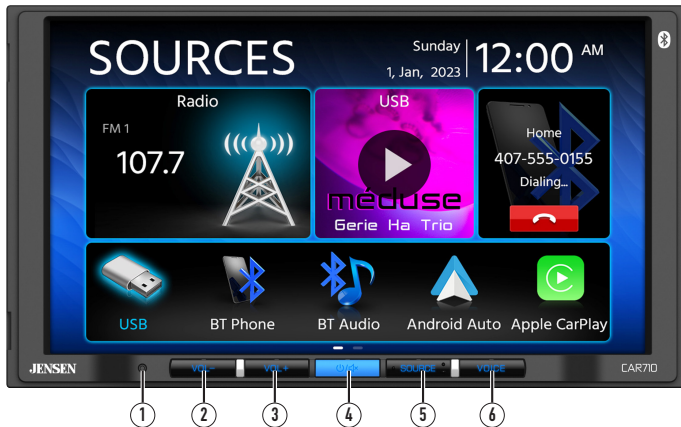 SOURCES
Sunday
1, Jan, 2023
12:00 AM
Radio
FM 1
107.7
USB
méduse
Gerie Ha Trio
Home
407-555-0155
Dialing...
USB
BT Phone
BT Audio
Android Auto
Apple CarPlay
JENSEN
VOL-
VOL+
SOURCE
VOICE
CAR710
1
2
3
4
5
6